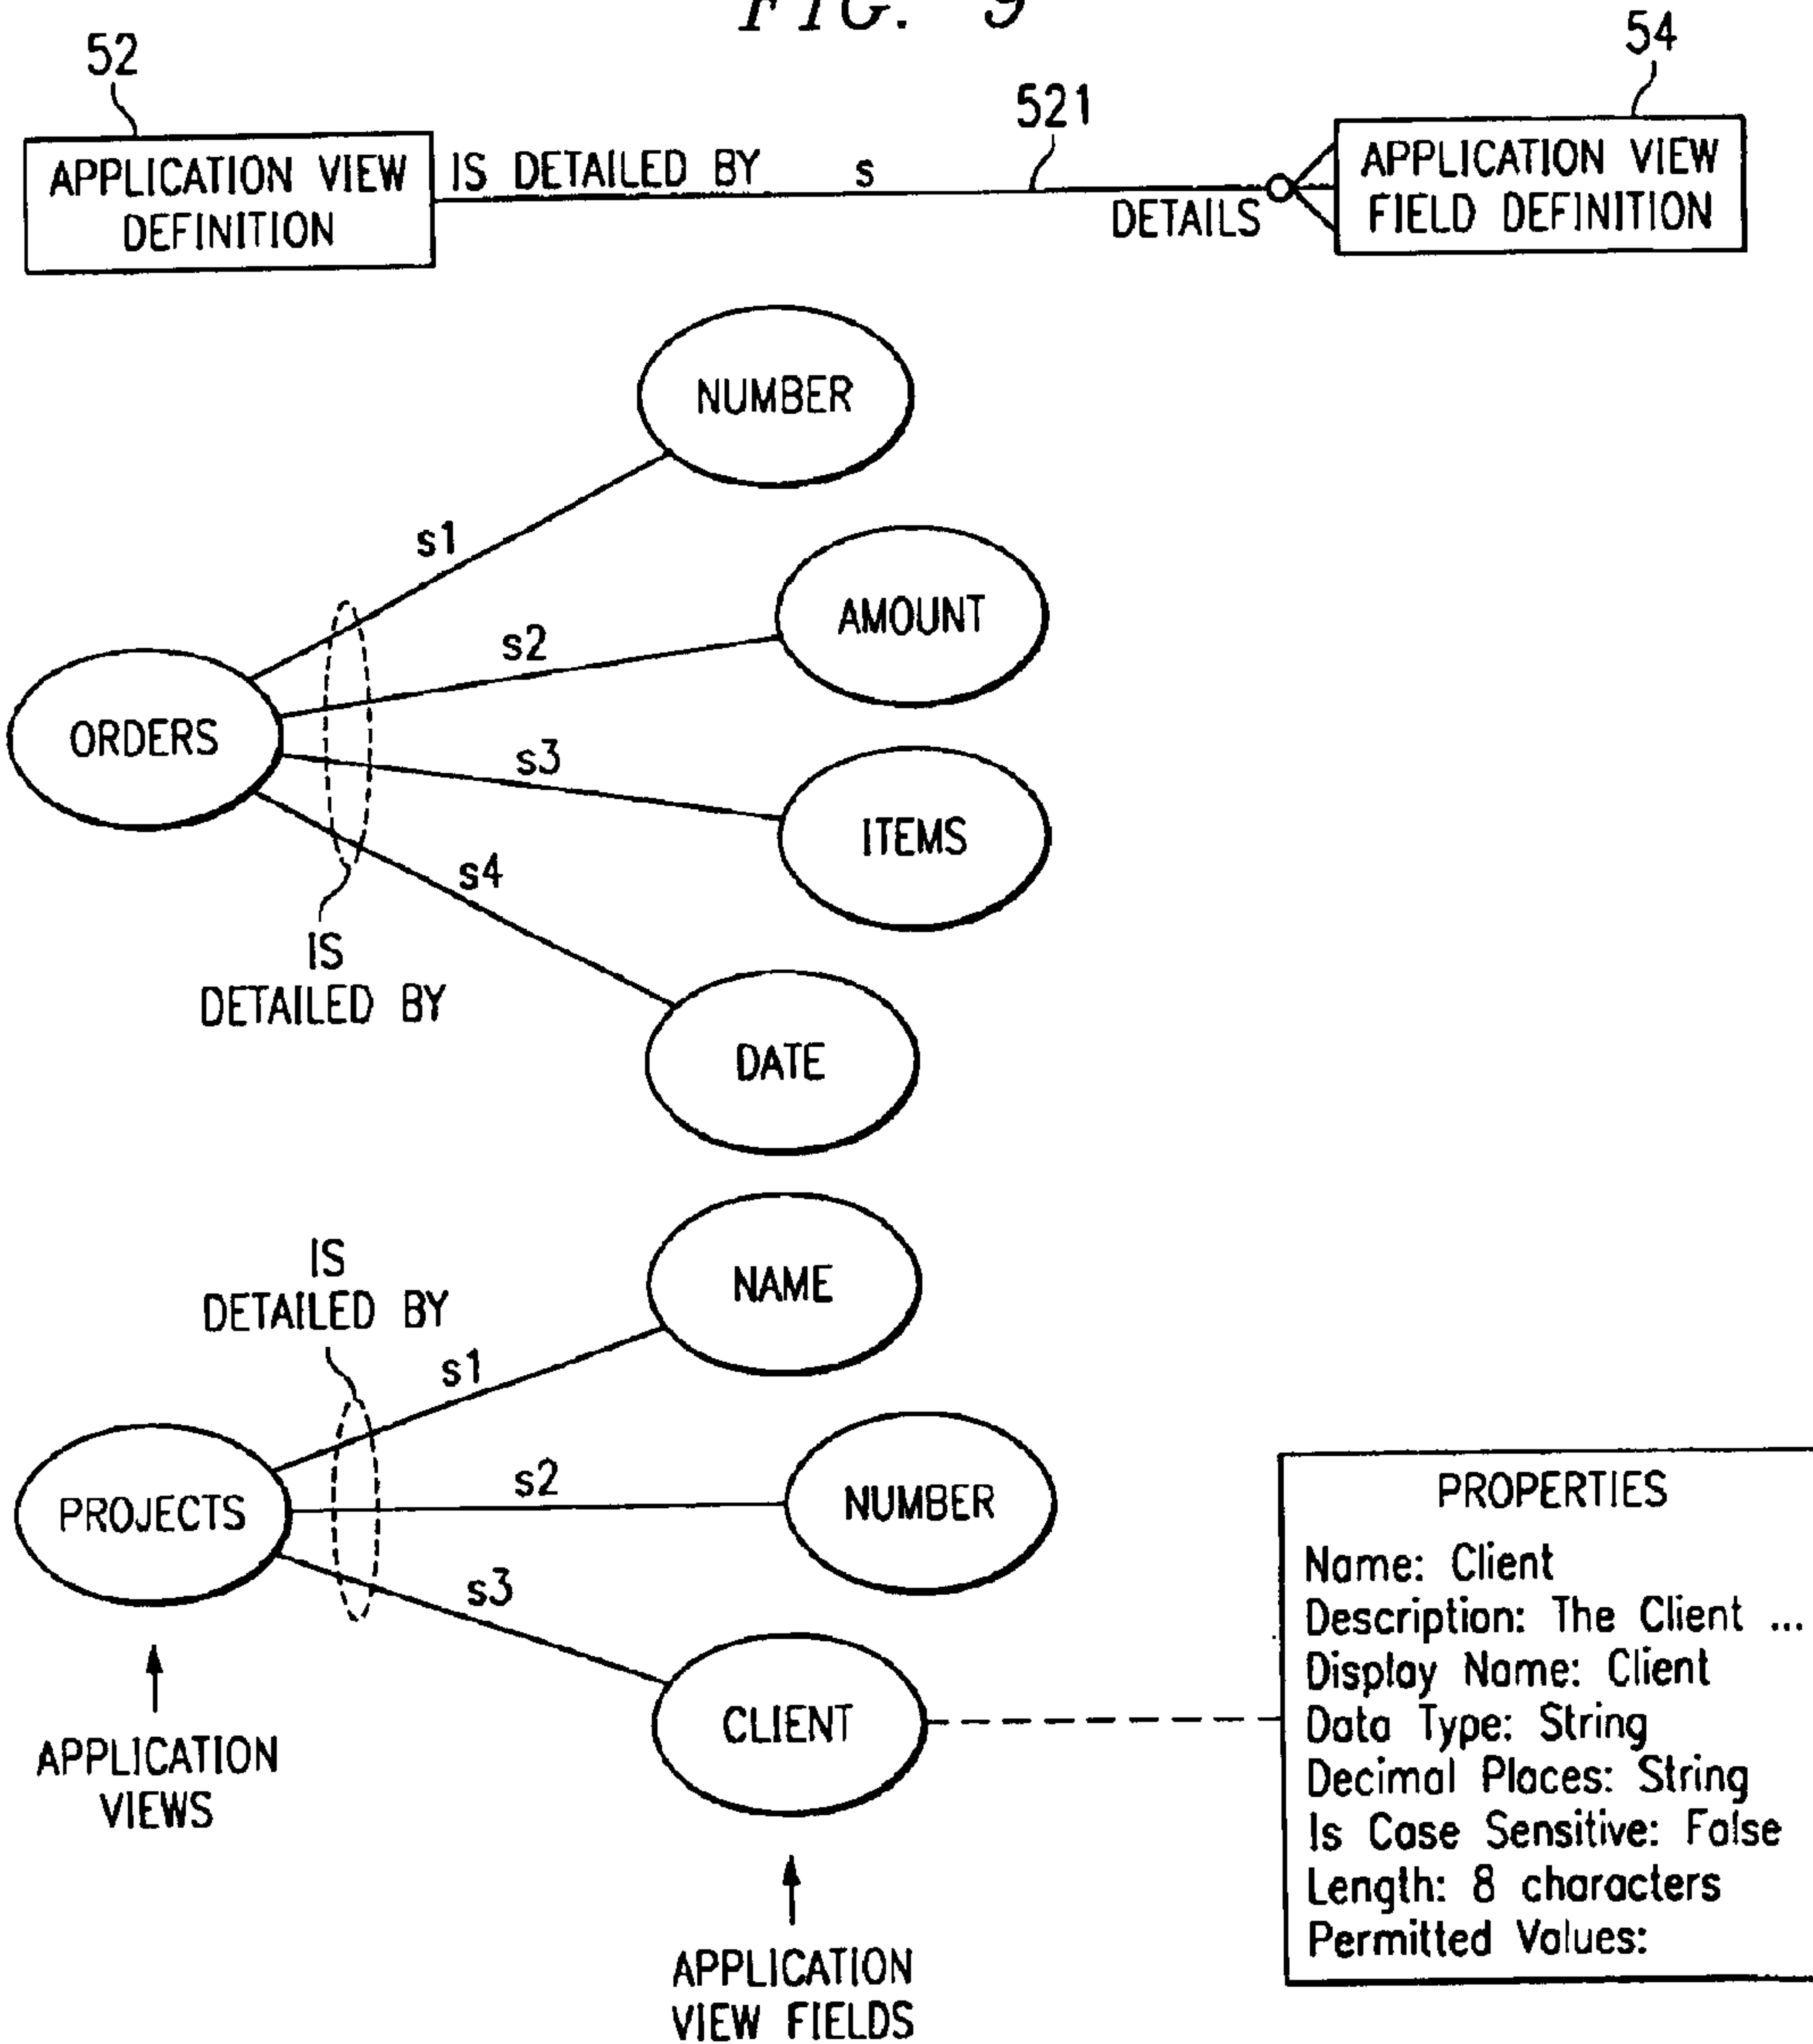 FIG. 9
52
54
521
APPLICATION VIEW
DEFINITION
IS DETAILED BY
s
DETAILS
APPLICATION VIEW
FIELD DEFINITION
NUMBER
s1
AMOUNT
s2
ORDERS
s3
ITEMS
s4
IS
DETAILED BY
DATE
IS
DETAILED BY
NAME
s1
PROJECTS
s2
NUMBER
s3
CLIENT
APPLICATION
VIEWS
APPLICATION
VIEW FIELDS
PROPERTIES
Name: Client
Description: The Client ...
Display Name: Client
Data Type: String
Decimal Places: String
Is Case Sensitive: False
Length: 8 characters
Permitted Values: